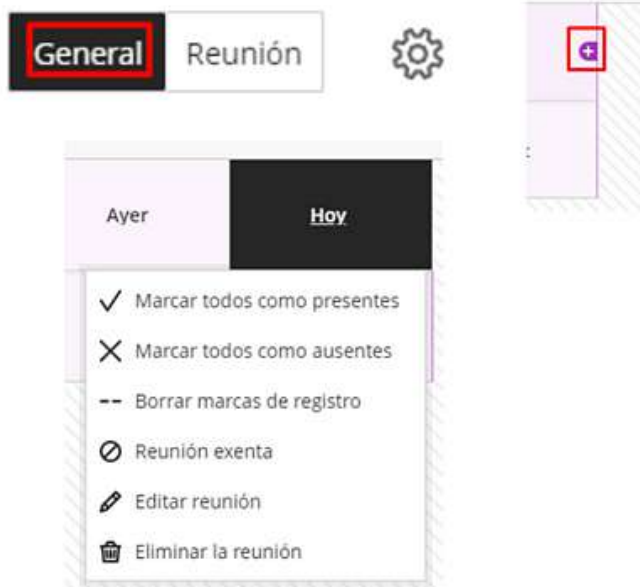 General
Reunión
Ayer
Hoy
Marcar todos como presentes
Marcar todos como ausentes
Borrar marcas de registro
Reunión exenta
Editar reunión
Eliminar la reunión